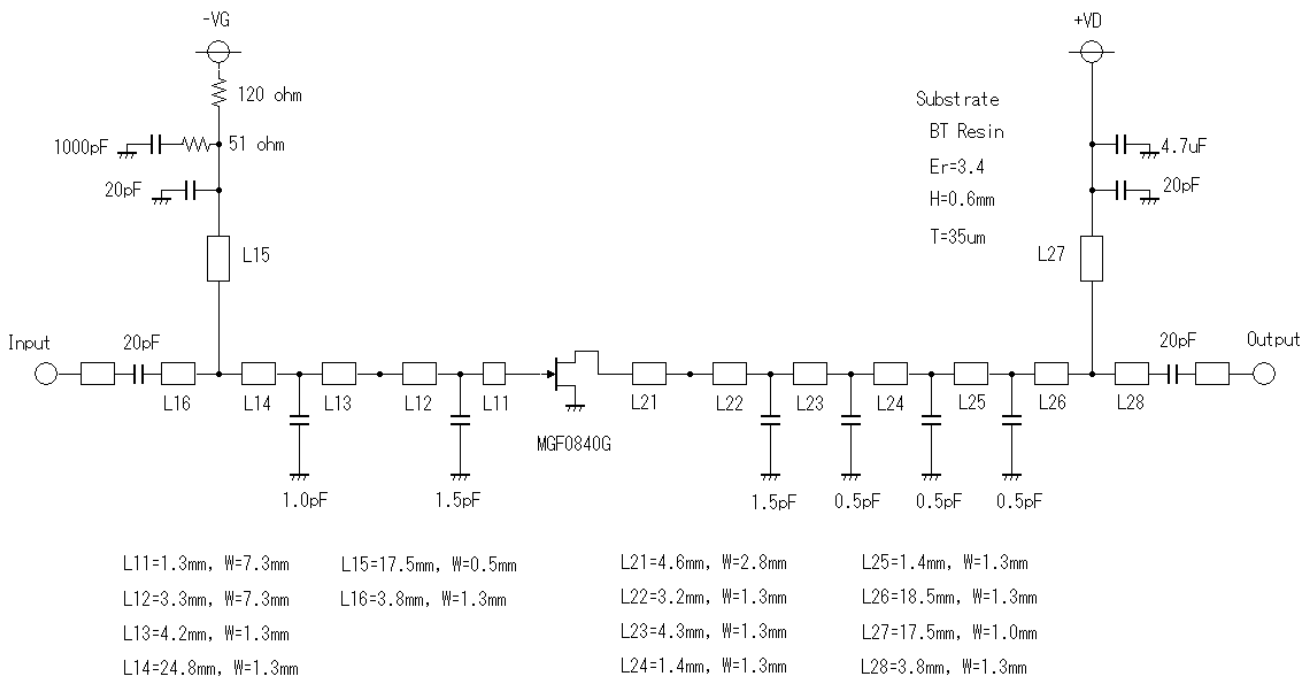 -VG
+VD
120 ohm
Substrate
BT Resin
Er=3.4
H=0.6mm
T=35um
1000pF
51 ohm
4.7uF
20pF
20pF
L15
L27
Input
20pF
20pF
Output
L16
L14
L13
L12
L11
L21
L22
L23
L24
L25
L26
L28
MGF0840G
1.0pF
1.5pF
1.5pF
0.5pF
0.5pF
0.5pF
L11=1.3mm, W=7.3mm
L12=3.3mm, W=7.3mm
L13=4.2mm, W=1.3mm
L14=24.8mm, W=1.3mm
L15=17.5mm, W=0.5mm
L16=3.8mm, W=1.3mm
L21=4.6mm, W=2.8mm
L22=3.2mm, W=1.3mm
L23=4.3mm, W=1.3mm
L24=1.4mm, W=1.3mm
L25=1.4mm, W=1.3mm
L26=18.5mm, W=1.3mm
L27=17.5mm, W=1.0mm
L28=3.8mm, W=1.3mm